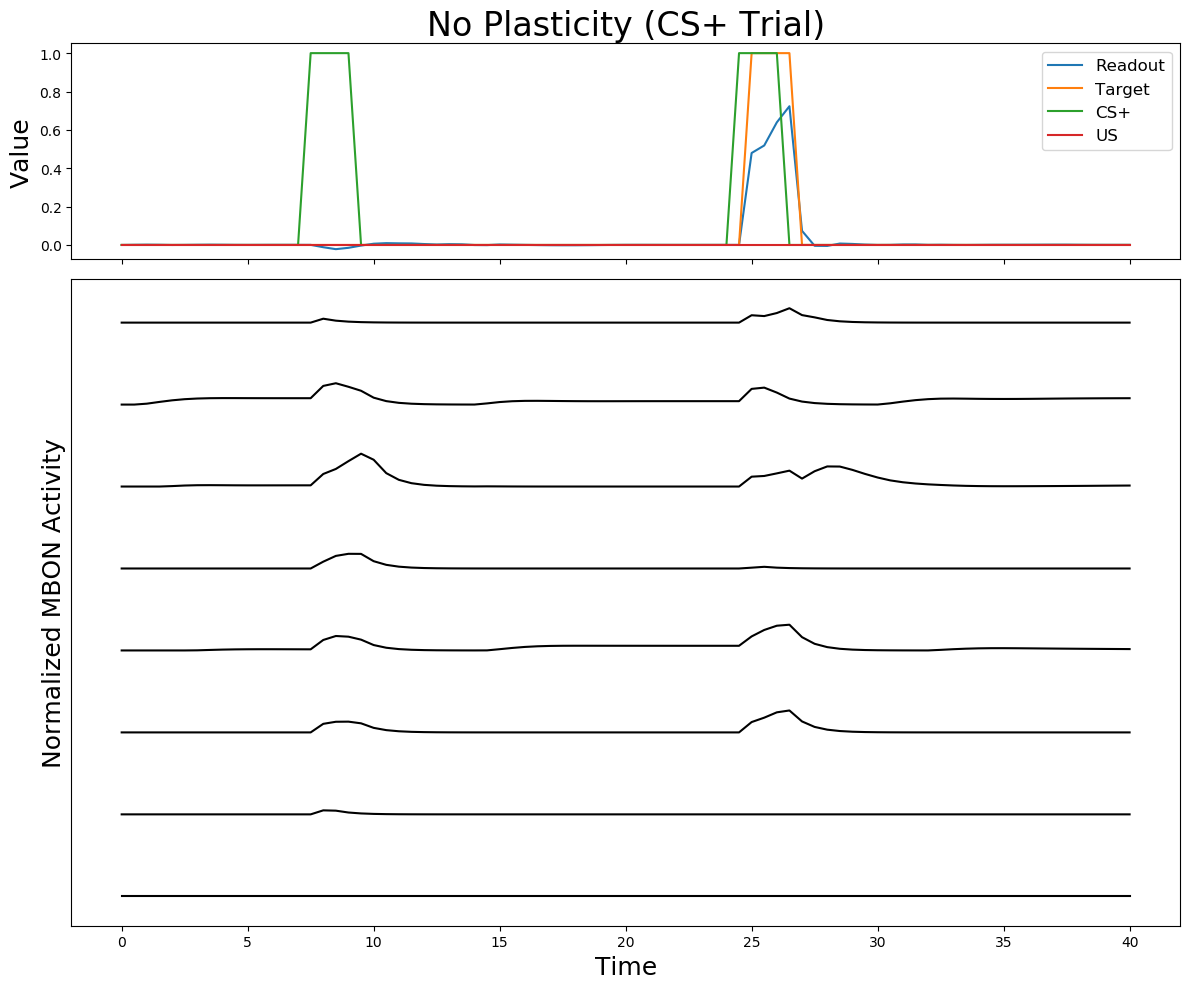 No Plasticity (CS+ Trial)
Value
1.0
0.8
0.6
0.4
0.2
0.0
Readout
Target
CS+
US
Normalized MBON Activity
0 5 10 15 20 25 30 35 40
Time